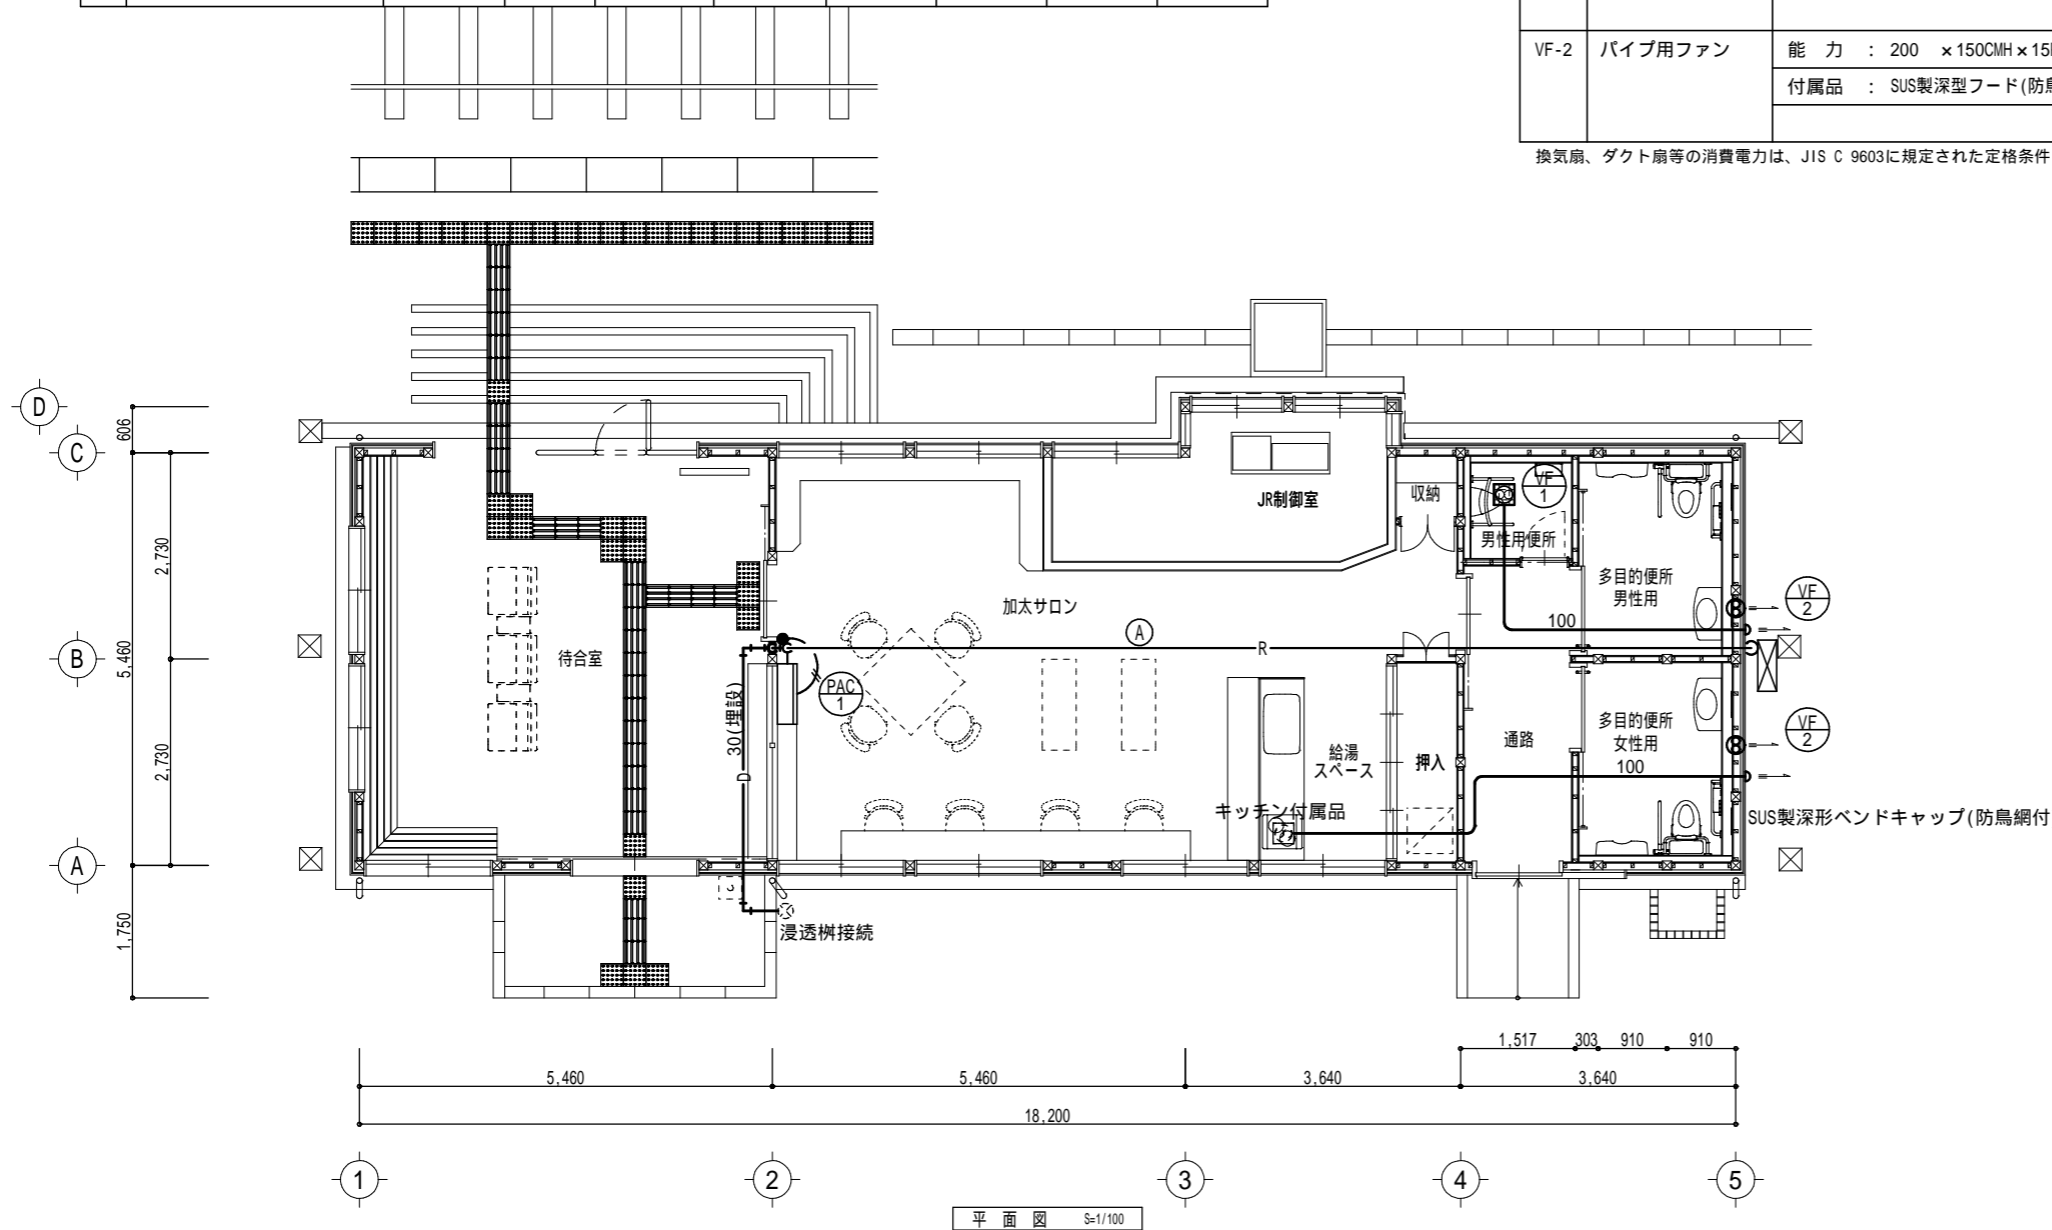 VF-2 パイプ用ファン 能 力 : 200 ×150CMH×15
付属品 : SUS製深型フード(防鳥
換気扇、ダクト扇等の消費電力は、JIS C 9603に規定された定格条件
D
C
B
A
606
2,730
5,460
2,730
1,750
JR制御室
収納
VF
1
男性用便所
多目的便所
男性用
VF
2
加太サロン
100
A
R
待合室
PAC
1
30(埋設)
D
給湯
スペース
押入
通路
多目的便所
女性用
VF
2
100
キッチン付属品
SUS製深形ベンドキャップ(防鳥網付
浸透桝接続
1,517 303 910 910
5,460 5,460 3,640 3,640
18,200
1 2 3 4 5
平 面 図 S=1/100